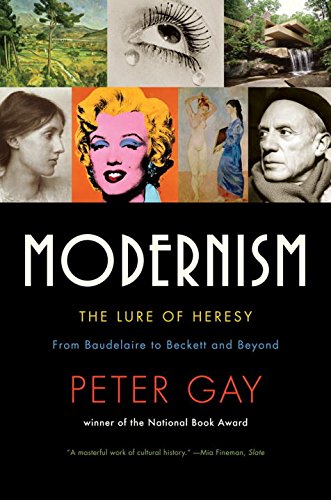 MODERNISM
THE LURE OF HERESY
From Baudelaire to Beckett and Beyond
PETER GAY
winner of the National Book Award
“A masterful work of cultural history.” —Mia Fineman, Slate